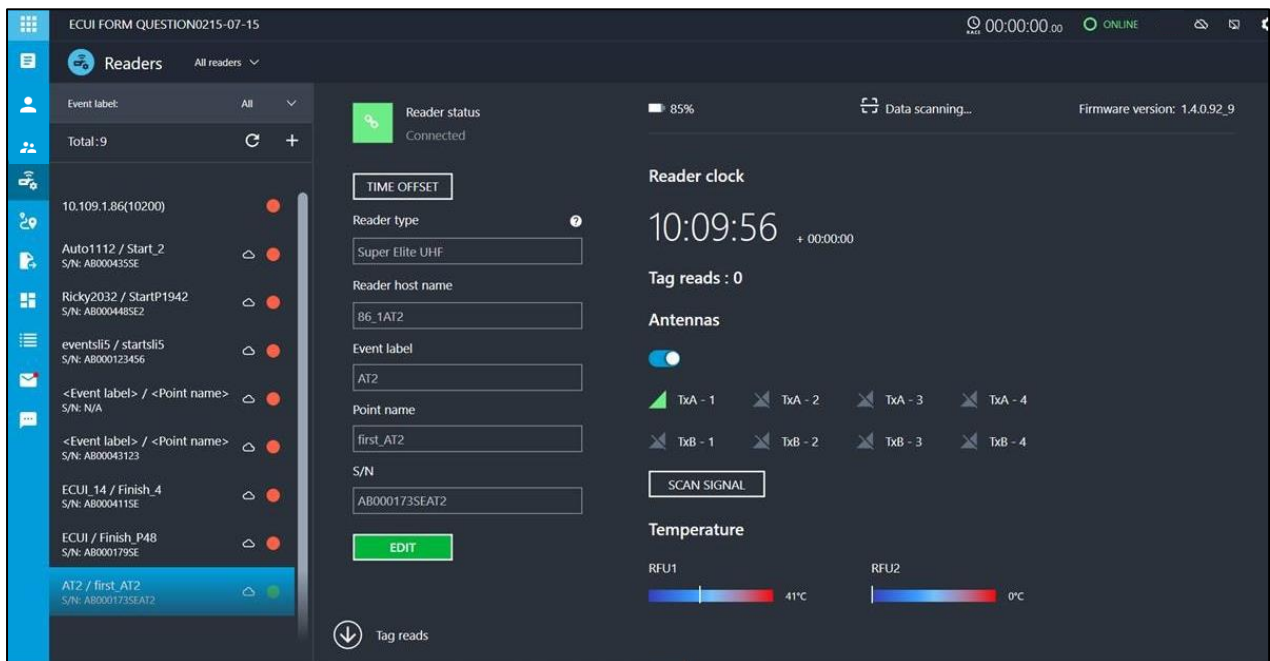 ECUI FORM QUESTION0215-07-15
RACE 00:00:00.00 ONLINE
Readers All readers
Event label: All
Total:9
10.109.1.86(10200)
Auto1112 / Start_2
S/N: AB000435SE
Ricky2032 / StartP1942
S/N: AB000448SE2
eventsli5 / startsli5
S/N: AB000123456
<Event label> / <Point name>
S/N: N/A
<Event label> / <Point name>
S/N: AB00043123
ECUI_14 / Finish_4
S/N: AB000411SE
ECUI / Finish_P48
S/N: AB000179SE
AT2 / first_AT2
S/N: AB000173SEAT2
Reader status
Connected
TIME OFFSET
Reader type ?
Super Elite UHF
Reader host name
86_1AT2
Event label
AT2
Point name
first_AT2
S/N
AB000173SEAT2
EDIT
Tag reads
85% Data scanning... Firmware version: 1.4.0.92_9
Reader clock
10:09:56 + 00:00:00
Tag reads : 0
Antennas
TxA - 1 TxA - 2 TxA - 3 TxA - 4
TxB - 1 TxB - 2 TxB - 3 TxB - 4
SCAN SIGNAL
Temperature
RFU1 RFU2
41°C 0°C